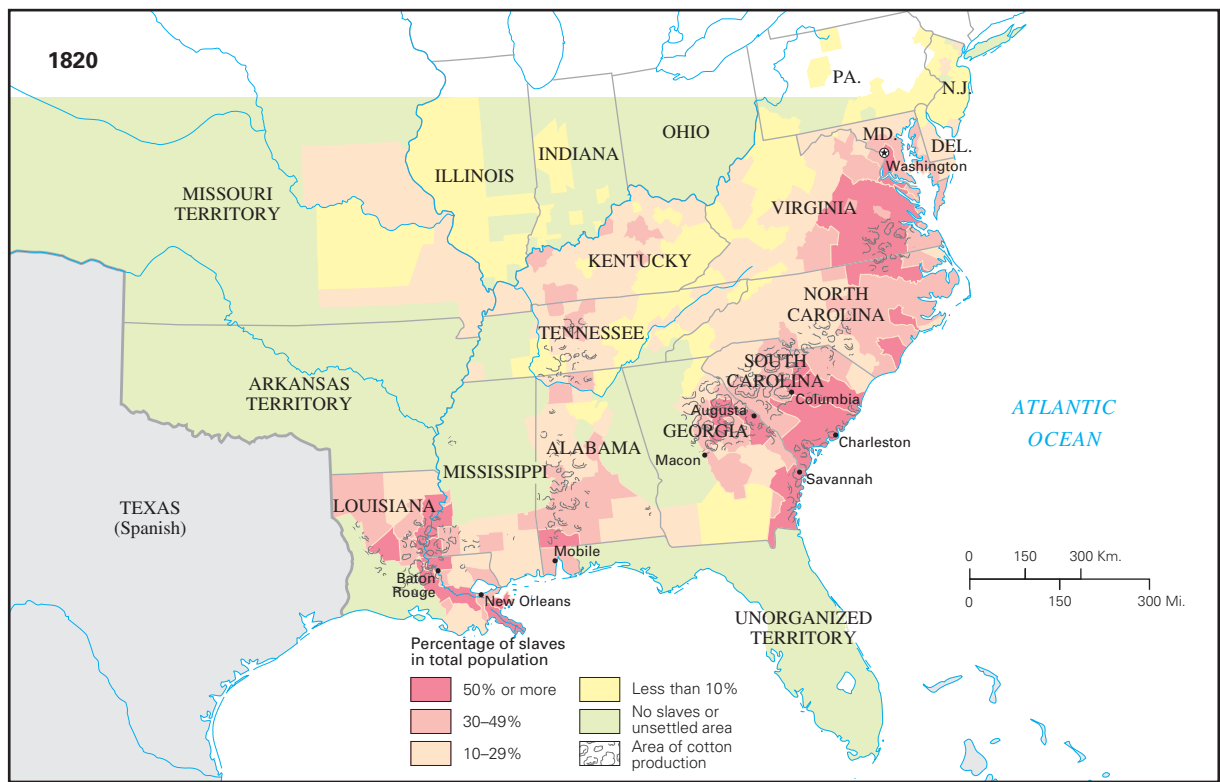 1820
PA.
N.J.
OHIO
MD.
DEL.
INDIANA
Washington
ILLINOIS
MISSOURI
TERRITORY
VIRGINIA
KENTUCKY
NORTH
CAROLINA
TENNESSEE
SOUTH
CAROLINA
ARKANSAS
TERRITORY
Columbia
Augusta
ATLANTIC
OCEAN
GEORGIA
Charleston
ALABAMA
Macon
MISSISSIPPI
Savannah
LOUISIANA
TEXAS
(Spanish)
Mobile
Baton
Rouge
New Orleans
0 150 300 Km.
0 150 300 Mi.
UNORGANIZED
TERRITORY
Percentage of slaves
in total population
50% or more
30–49%
10–29%
Less than 10%
No slaves or
unsettled area
Area of cotton
production